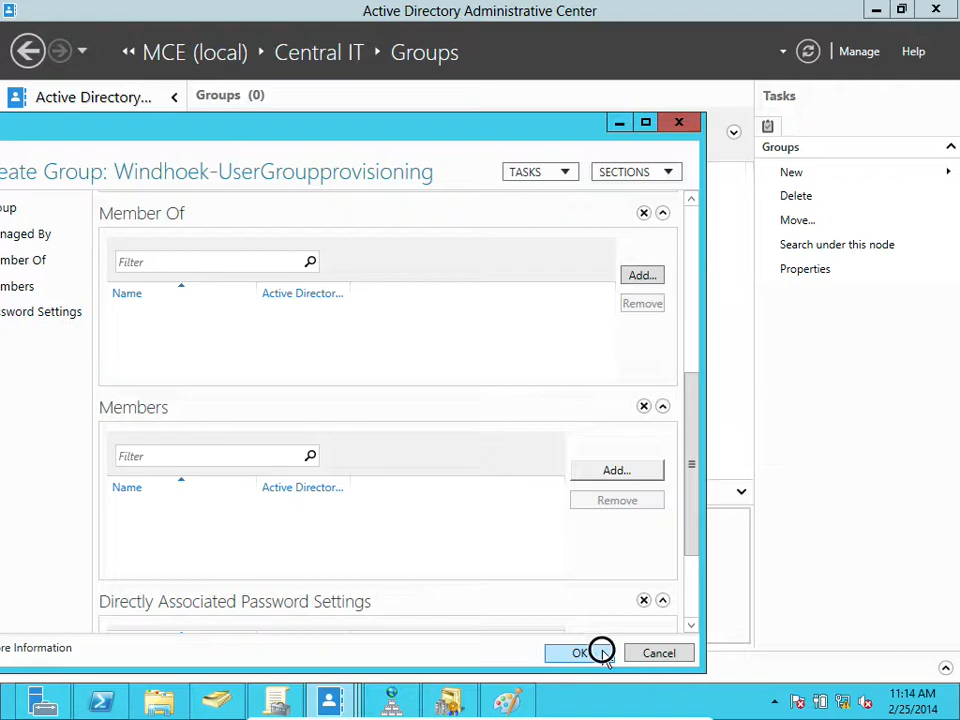 Active Directory Administrative Center
MCE (local) Central IT Groups
Manage Help
Active Directory...
Groups (0)
Tasks
Groups
New
Delete
Move...
Search under this node
Properties
eate Group: Windhoek-UserGroupprovisioning
TASKS
SECTIONS
oup
anaged By
mber Of
mbers
ssword Settings
Member Of
Filter
Add...
Name Active Director...
Remove
Members
Filter
Add...
Name Active Director...
Remove
Directly Associated Password Settings
re Information
OK
Cancel
11:14 AM
2/25/2014